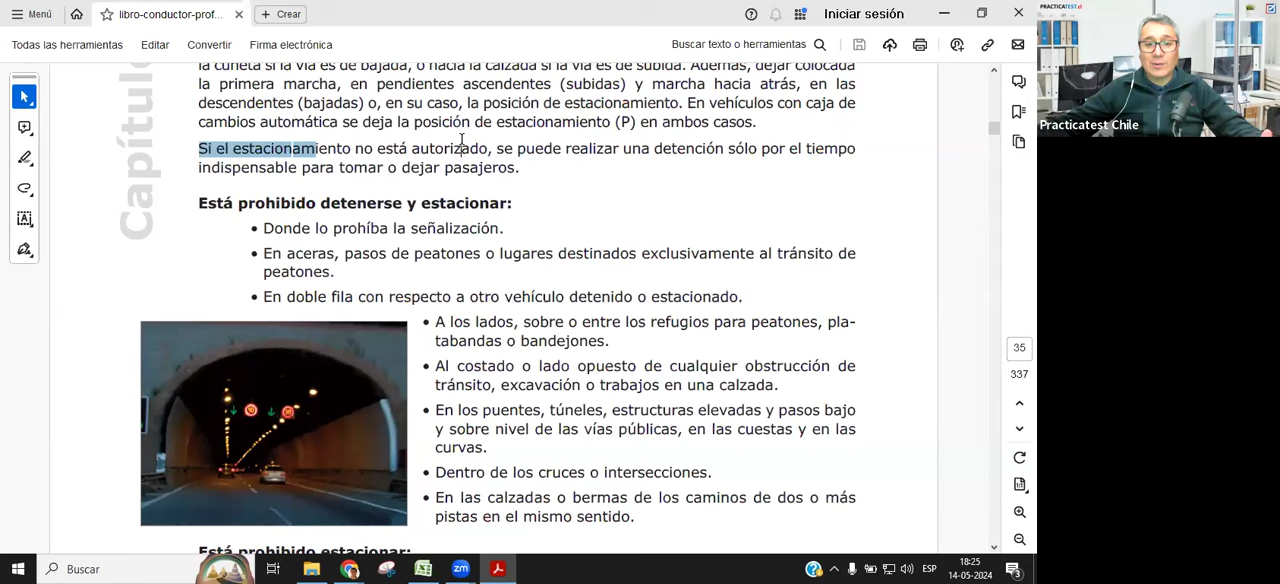 Menú
libro-conductor-prof...
Crear
Iniciar sesión
Todas las herramientas
Editar
Convertir
Firma electrónica
Buscar texto o herramientas
la cuneta si la vía es de bajada, o hacia la calzada si la vía es de subida. Además, dejar colocada
la primera marcha, en pendientes ascendentes (subidas) y marcha hacia atrás, en las
descendentes (bajadas) o, en su caso, la posición de estacionamiento. En vehículos con caja de
cambios automática se deja la posición de estacionamiento (P) en ambos casos.
Si el estacionamiento no está autorizado, se puede realizar una detención sólo por el tiempo
indispensable para tomar o dejar pasajeros.
Capítulo
Está prohibido detenerse y estacionar:
• Donde lo prohíba la señalización.
• En aceras, pasos de peatones o lugares destinados exclusivamente al tránsito de
peatones.
• En doble fila con respecto a otro vehículo detenido o estacionado.
• A los lados, sobre o entre los refugios para peatones, pla-
tabandas o bandejones.
• Al costado o lado opuesto de cualquier obstrucción de
tránsito, excavación o trabajos en una calzada.
• En los puentes, túneles, estructuras elevadas y pasos bajo
y sobre nivel de las vías públicas, en las cuestas y en las
curvas.
• Dentro de los cruces o intersecciones.
• En las calzadas o bermas de los caminos de dos o más
pistas en el mismo sentido.
Está prohibido estacionar:
35
337
PRACTICATEST.cl
Practicatest Chile
Buscar
ESP
18:25
14-05-2024
3